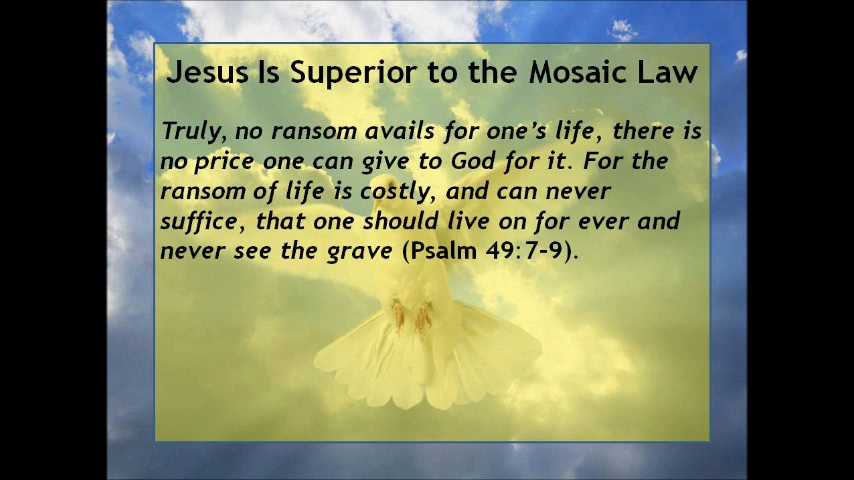 Jesus Is Superior to the Mosaic Law
Truly, no ransom avails for one’s life, there is
no price one can give to God for it. For the
ransom of life is costly, and can never
suffice, that one should live on for ever and
never see the grave (Psalm 49:7-9).